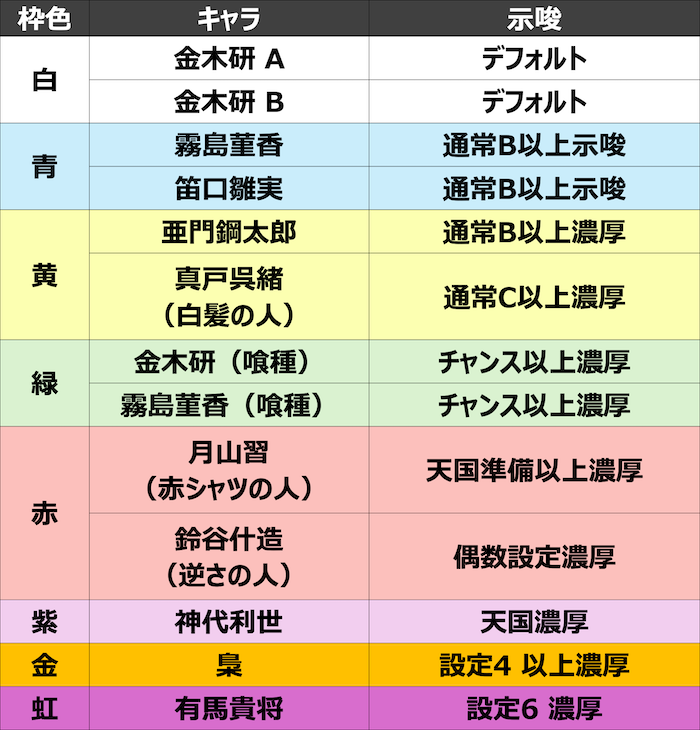 枠色 キャラ 示唆
白
金木研 A デフォルト
金木研 B デフォルト
青
霧島董香 通常B以上示唆
笛口雛実 通常B以上示唆
黄
亜門鋼太郎 通常B以上濃厚
真戸呉緒
（白髪の人）
通常C以上濃厚
緑
金木研（喰種） チャンス以上濃厚
霧島董香（喰種） チャンス以上濃厚
赤
月山習
（赤シャツの人）
天国準備以上濃厚
鈴谷什造
（逆さの人）
偶数設定濃厚
紫 神代利世 天国濃厚
金 梟 設定4 以上濃厚
虹 有馬貴将 設定6 濃厚